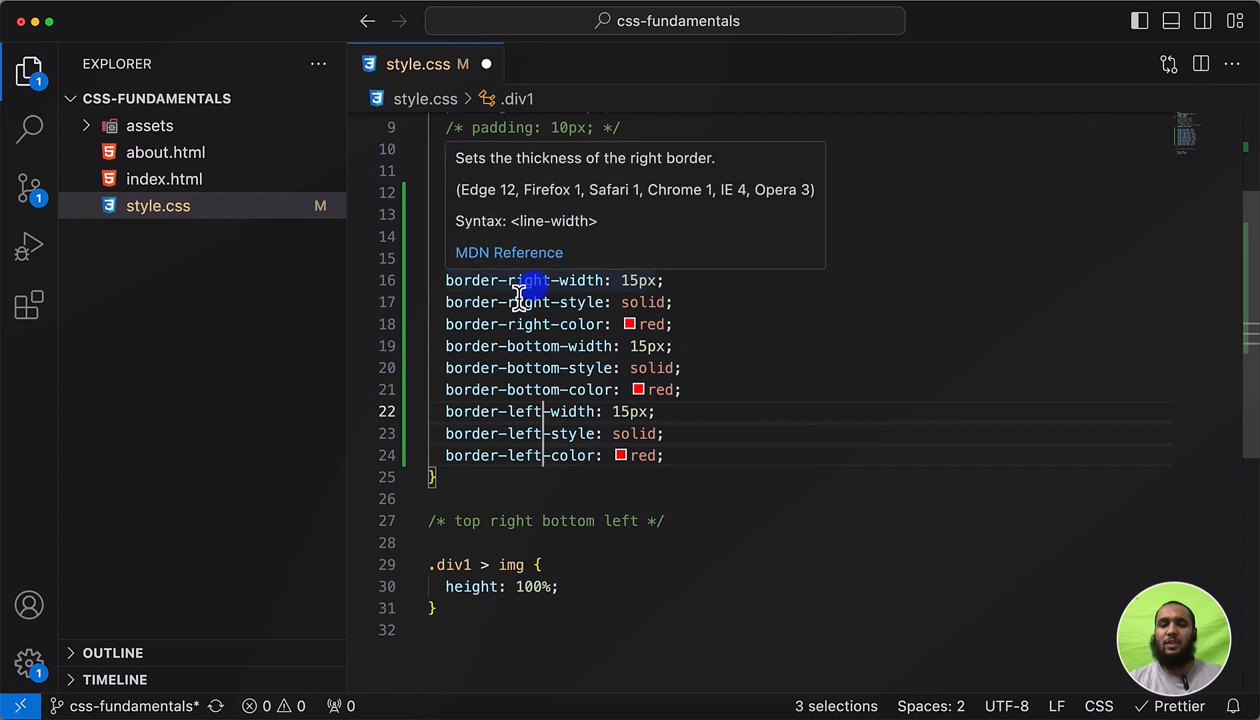 css-fundamentals
EXPLORER
style.css M
CSS-FUNDAMENTALS
style.css > .div1
assets
about.html
index.html
style.css M
1
1
1
9 /* padding: 10px; */
10
11
12
13
14
15
Sets the thickness of the right border.
(Edge 12, Firefox 1, Safari 1, Chrome 1, IE 4, Opera 3)
Syntax: <line-width>
MDN Reference
16 border-right-width: 15px;
17 border-right-style: solid;
18 border-right-color: red;
19 border-bottom-width: 15px;
20 border-bottom-style: solid;
21 border-bottom-color: red;
22 border-left-width: 15px;
23 border-left-style: solid;
24 border-left-color: red;
25 }
26
27 /* top right bottom left */
28
29 .div1 > img {
30 height: 100%;
31 }
32
OUTLINE
TIMELINE
css-fundamentals* 0 0 0 3 selections Spaces: 2 UTF-8 LF CSS Prettier